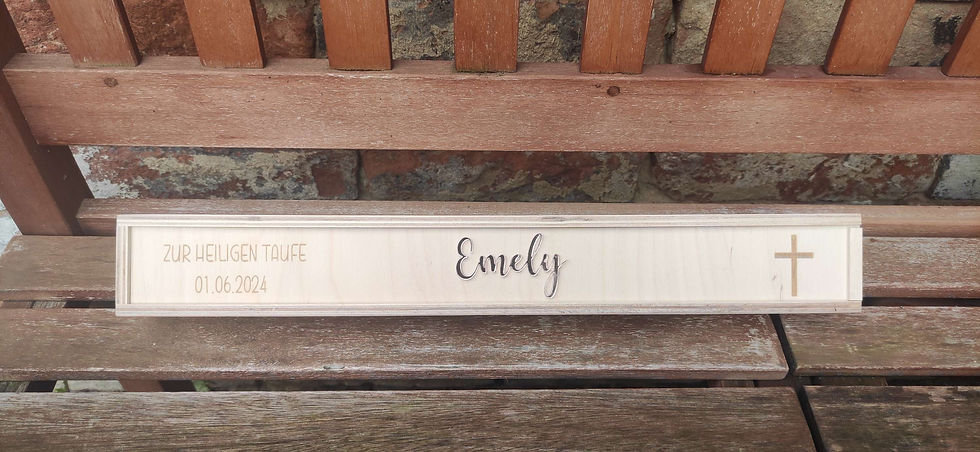 ZUR HEILIGEN TAUFE
01.06.2024
Emely